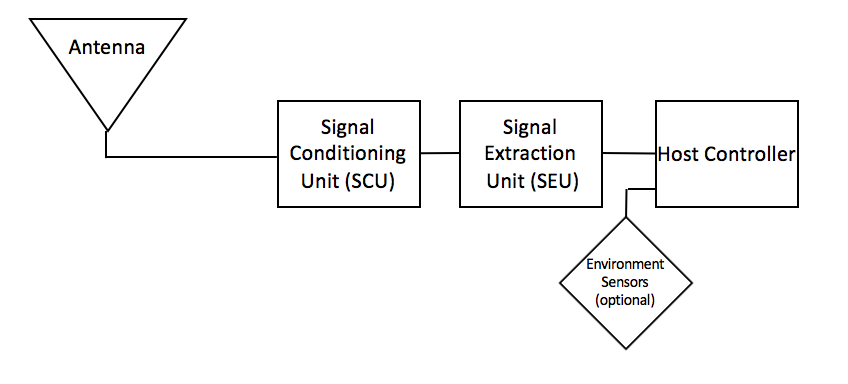 Antenna
Signal
Conditioning
Unit (SCU)
Signal
Extraction
Unit (SEU)
Host Controller
Environment
Sensors
(optional)